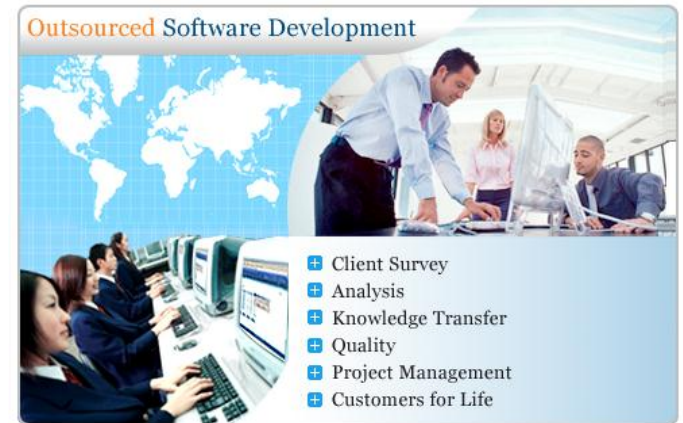 Outsourced Software Development
Client Survey
Analysis
Knowledge Transfer
Quality
Project Management
Customers for Life